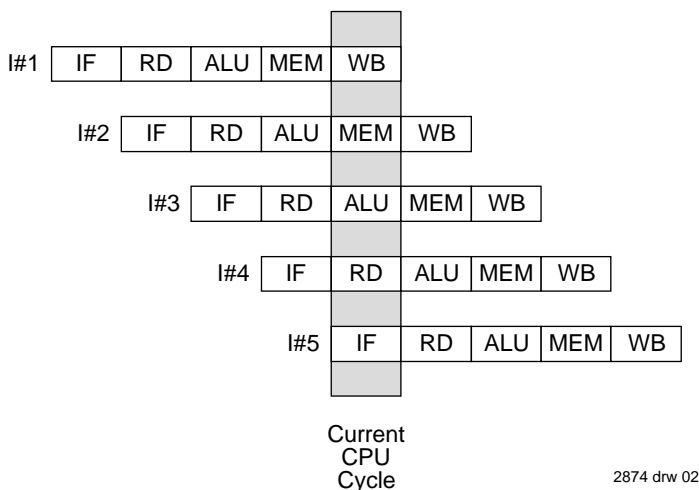 I#1 IF RD ALU MEM WB
I#2 IF RD ALU MEM WB
I#3 IF RD ALU MEM WB
I#4 IF RD ALU MEM WB
I#5 IF RD ALU MEM WB
Current
CPU
Cycle
2874 drw 02